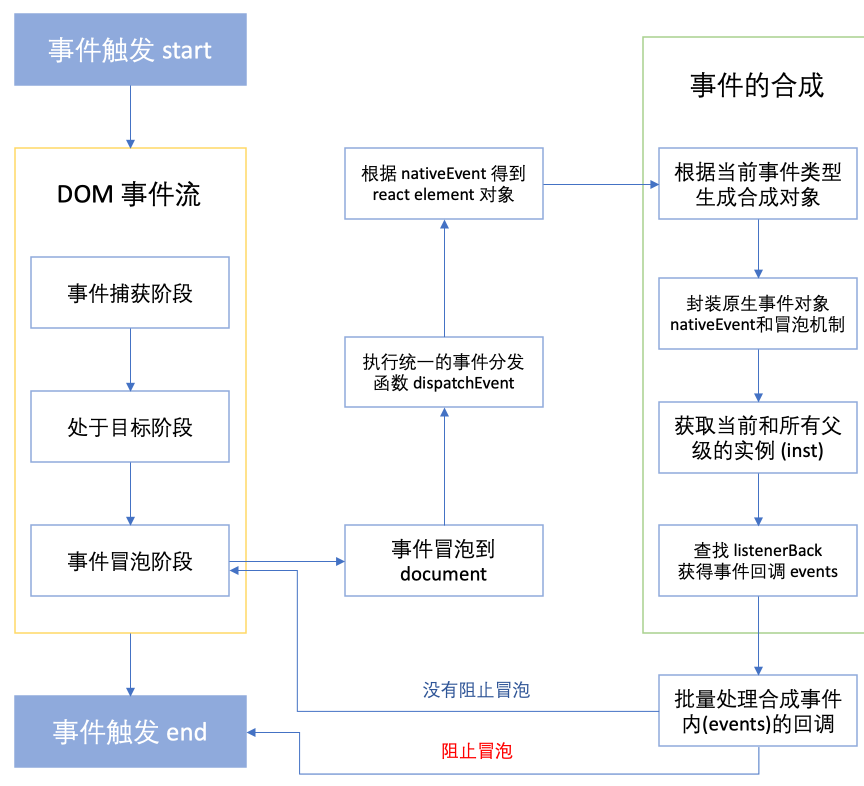 事件触发 start
DOM 事件流
事件捕获阶段
处于目标阶段
事件冒泡阶段
事件触发 end
事件冒泡到
document
执行统一的事件分发
函数 dispatchEvent
根据 nativeEvent 得到
react element 对象
事件的合成
根据当前事件类型
生成合成对象
封装原生事件对象
nativeEvent和冒泡机制
获取当前和所有父
级的实例 (inst)
查找 listenerBack
获得事件回调 events
批量处理合成事件
内(events)的回调
没有阻止冒泡
阻止冒泡